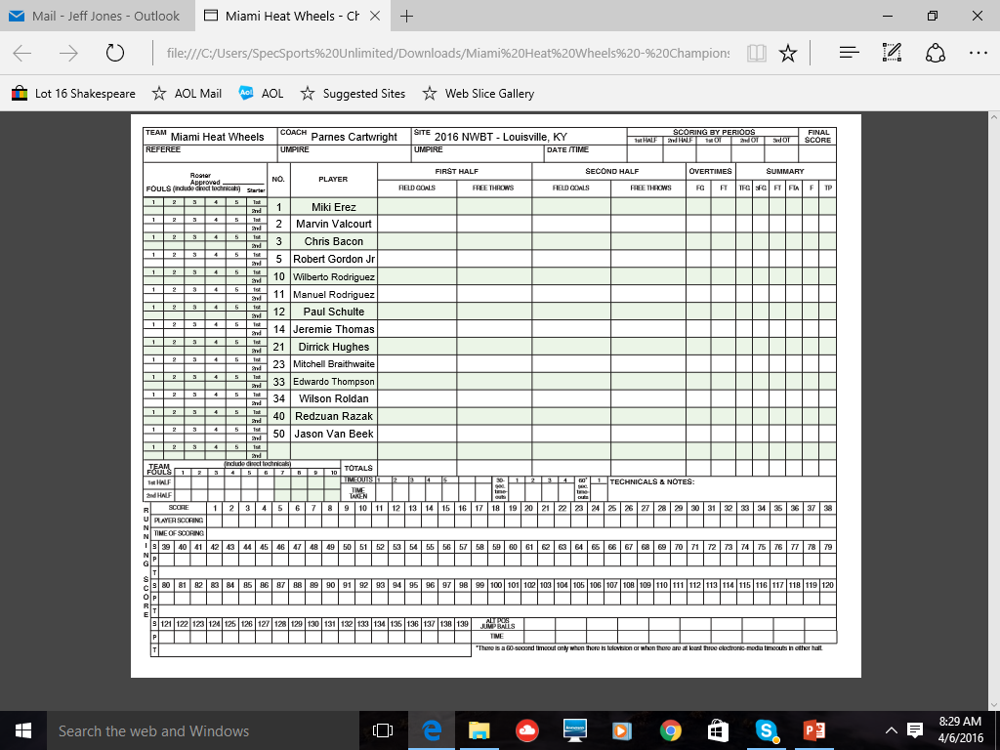 Mail - Jeff Jones - Outlook
Miami Heat Wheels - Ch
file:///C:/Users/SpecSports%20Unlimited/Downloads/Miami%20Heat%20Wheels%20-%20Champions
Lot 16 Shakespeare AOL Mail Aol. AOL Suggested Sites Web Slice Gallery
TEAM Miami Heat Wheels COACH Parnes Cartwright SITE 2016 NWBT - Louisville, KY SCORING BY PERIODS FINAL SCORE
1st HALF 2nd HALF 1st OT 2nd OT 3rd OT
REFEREE UMPIRE UMPIRE DATE /TIME
Roster Approved
FOULS (include direct technicals) Starter NO. PLAYER FIRST HALF SECOND HALF OVERTIMES SUMMARY
FIELD GOALS FREE THROWS FIELD GOALS FREE THROWS FG FT TFG 3FG FT FTA F TP
1 2 3 4 5 1st 2nd 1 Miki Erez
1 2 3 4 5 1st 2nd 2 Marvin Valcourt
1 2 3 4 5 1st 2nd 3 Chris Bacon
1 2 3 4 5 1st 2nd 5 Robert Gordon Jr
1 2 3 4 5 1st 2nd 10 Wilberto Rodriguez
1 2 3 4 5 1st 2nd 11 Manuel Rodriguez
1 2 3 4 5 1st 2nd 12 Paul Schulte
1 2 3 4 5 1st 2nd 14 Jeremie Thomas
1 2 3 4 5 1st 2nd 21 Dirrick Hughes
1 2 3 4 5 1st 2nd 23 Mitchell Braithwaite
1 2 3 4 5 1st 2nd 33 Edwardo Thompson
1 2 3 4 5 1st 2nd 34 Wilson Roldan
1 2 3 4 5 1st 2nd 40 Redzuan Razak
1 2 3 4 5 1st 2nd 50 Jason Van Beek
1 2 3 4 5 1st 2nd
TEAM FOULS (include direct technicals) TOTALS
1 2 3 4 5 6 7 8 9 10
1st HALF TIMEOUTS 1 2 3 4 5 30-sec. time-outs 1 2 3 4 60* sec. time-outs 1 TECHNICALS & NOTES:
2nd HALF TIME TAKEN
RUNNING SCORE
SCORE 1 2 3 4 5 6 7 8 9 10 11 12 13 14 15 16 17 18 19 20 21 22 23 24 25 26 27 28 29 30 31 32 33 34 35 36 37 38
PLAYER SCORING
TIME OF SCORING
S 39 40 41 42 43 44 45 46 47 48 49 50 51 52 53 54 55 56 57 58 59 60 61 62 63 64 65 66 67 68 69 70 71 72 73 74 75 76 77 78 79
P
T
S 80 81 82 83 84 85 86 87 88 89 90 91 92 93 94 95 96 97 98 99 100 101 102 103 104 105 106 107 108 109 110 111 112 113 114 115 116 117 118 119 120
P
T
S 121 122 123 124 125 126 127 128 129 130 131 132 133 134 135 136 137 138 139 ALT POS JUMP BALLS
P TIME
T *There is a 60-second timeout only when there is television or when there are at least three electronic-media timeouts in either half.
Search the web and Windows
8:29 AM
4/6/2016